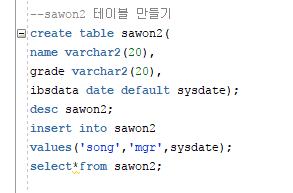 --sawon2 테이블 만들기
create table sawon2(
name varchar2(20),
grade varchar2(20),
ibsdata date default sysdate);
desc sawon2;
insert into sawon2
values('song','mgr',sysdate);
select*from sawon2;